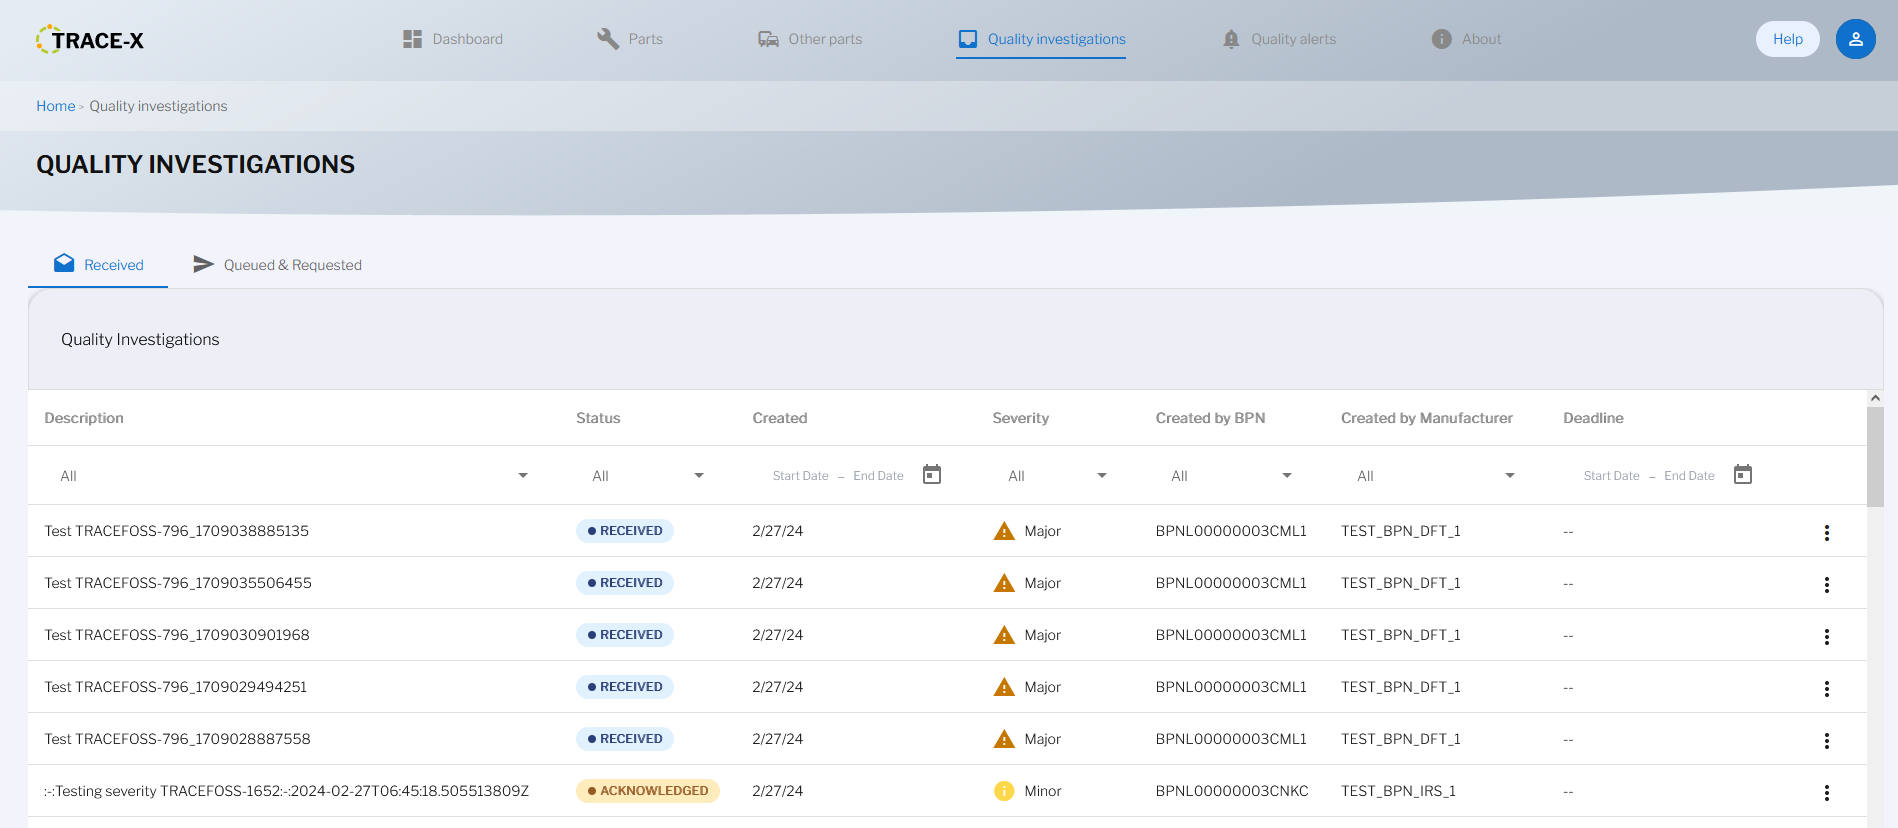 TRACE-X
Dashboard
Parts
Other parts
Quality investigations
Quality alerts
About
Help
Home > Quality investigations
QUALITY INVESTIGATIONS
Received
Queued & Requested
Quality Investigations
Description Status Created Severity Created by BPN Created by Manufacturer Deadline
All All Start Date – End Date All All All Start Date – End Date
Test TRACEFOSS-796_1709038885135 RECEIVED 2/27/24 Major BPNL00000003CML1 TEST_BPN_DFT_1 --
Test TRACEFOSS-796_1709035506455 RECEIVED 2/27/24 Major BPNL00000003CML1 TEST_BPN_DFT_1 --
Test TRACEFOSS-796_1709030901968 RECEIVED 2/27/24 Major BPNL00000003CML1 TEST_BPN_DFT_1 --
Test TRACEFOSS-796_1709029494251 RECEIVED 2/27/24 Major BPNL00000003CML1 TEST_BPN_DFT_1 --
Test TRACEFOSS-796_1709028887558 RECEIVED 2/27/24 Major BPNL00000003CML1 TEST_BPN_DFT_1 --
:-:Testing severity TRACEFOSS-1652:-:2024-02-27T06:45:18.505513809Z ACKNOWLEDGED 2/27/24 Minor BPNL00000003CNKC TEST_BPN_IRS_1 --